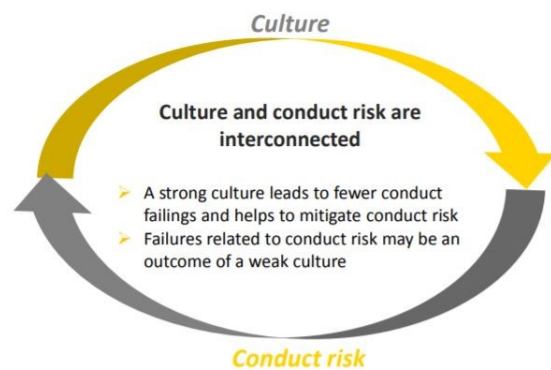 Culture
Culture and conduct risk are
interconnected
➢ A strong culture leads to fewer conduct
failings and helps to mitigate conduct risk
➢ Failures related to conduct risk may be an
outcome of a weak culture
Conduct risk